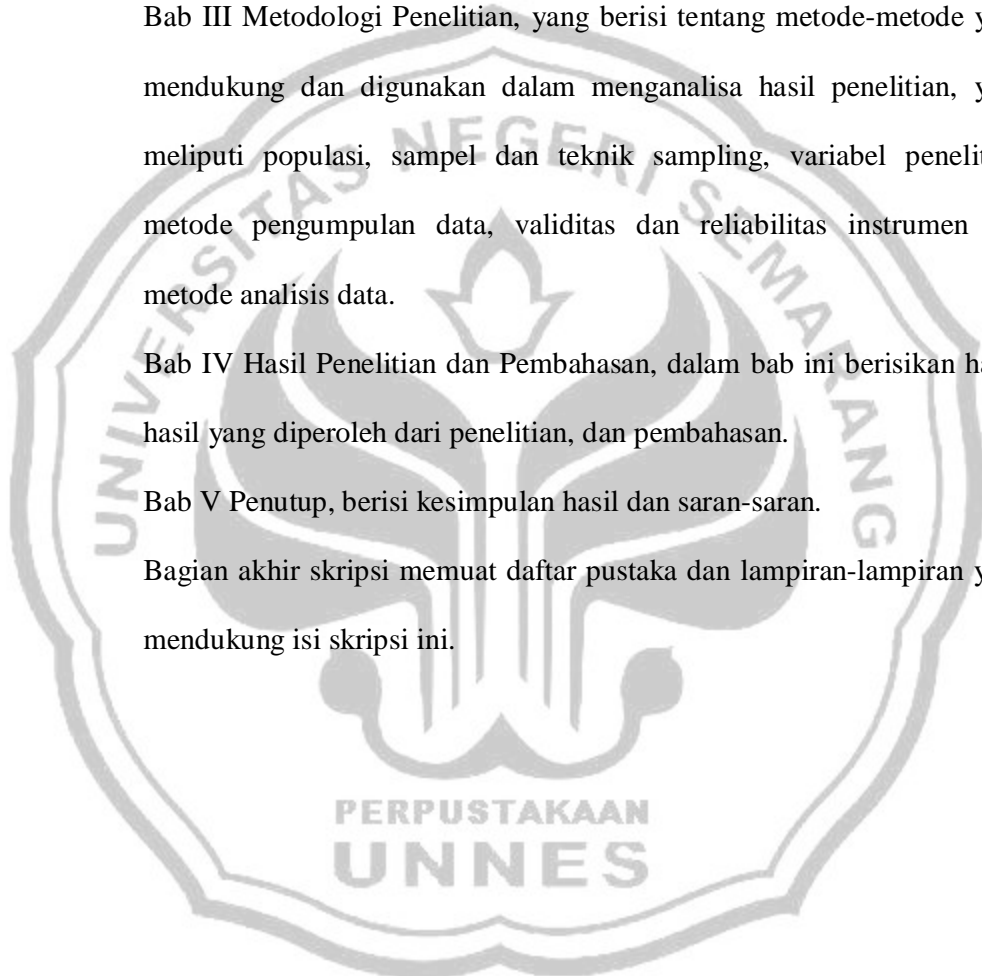 Bab III Metodologi Penelitian, yang berisi tentang metode-metode
mendukung dan digunakan dalam menganalisa hasil penelitian,
meliputi populasi, sampel dan teknik sampling, variabel
metode pengumpulan data, validitas dan reliabilitas instrumen
metode analisis data.
Bab IV Hasil Penelitian dan Pembahasan, dalam bab ini berisikan
hasil yang diperoleh dari penelitian, dan pembahasan.
Bab V Penutup, berisi kesimpulan hasil dan saran-saran.
Bagian akhir skripsi memuat daftar pustaka dan lampiran-lampiran
mendukung isi skripsi ini.
UNIVERSITAS NEGERI SEMARANG
PERPUSTAKAAN
UNNES